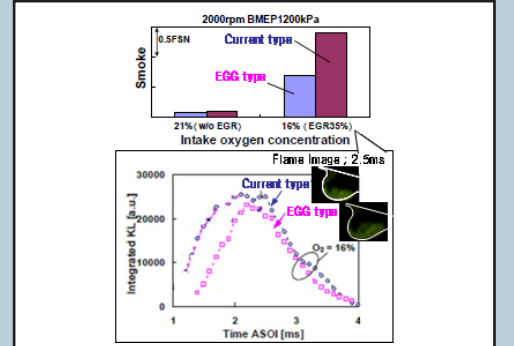 2000rpm BMEP1200kPa
0.5FSN
Current type
EGG type
Smoke
21%(w/o EGR)
16% (EGR35%)
Intake oxygen concentration
Flame Image ; 2.5ms
30000
20000
10000
0
Integrated KL [a.u.]
Current type
EGG type
O2 = 16%
1
2
3
4
Time ASOI [ms]